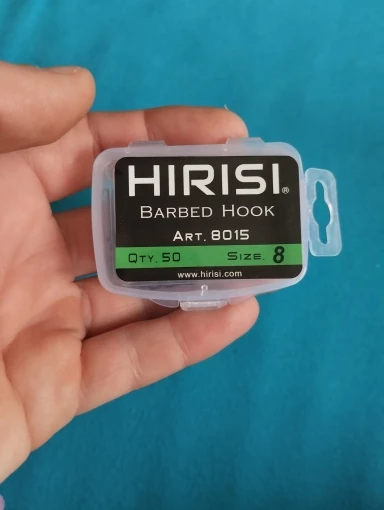 HIRISI®
BARBED HOOK
ART. 8015
QTY. 50 SIZE. 8
www.hirisi.com